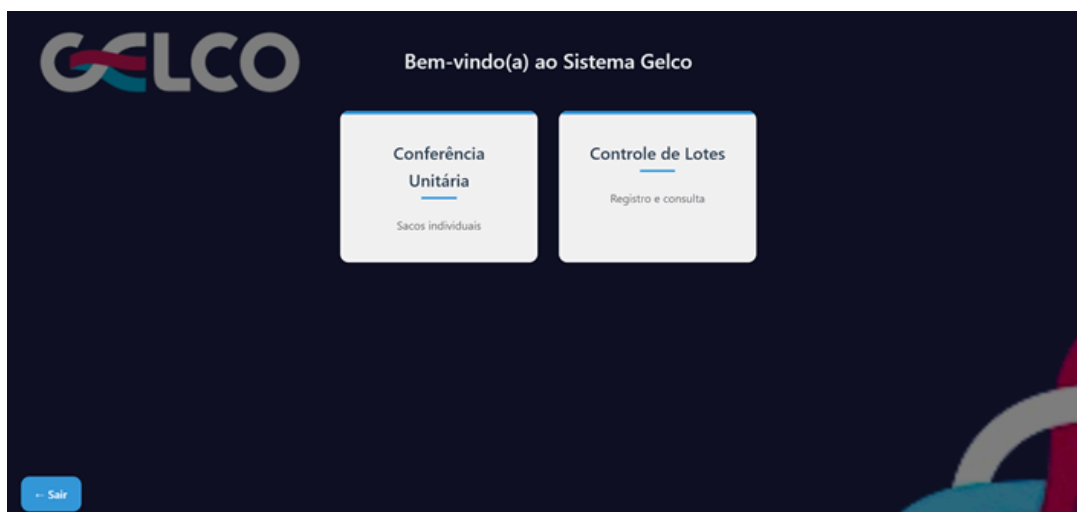 GELCO
Bem-vindo(a) ao Sistema Gelco
Conferência
Unitária
Sacos individuais
Controle de Lotes
Registro e consulta
← Sair